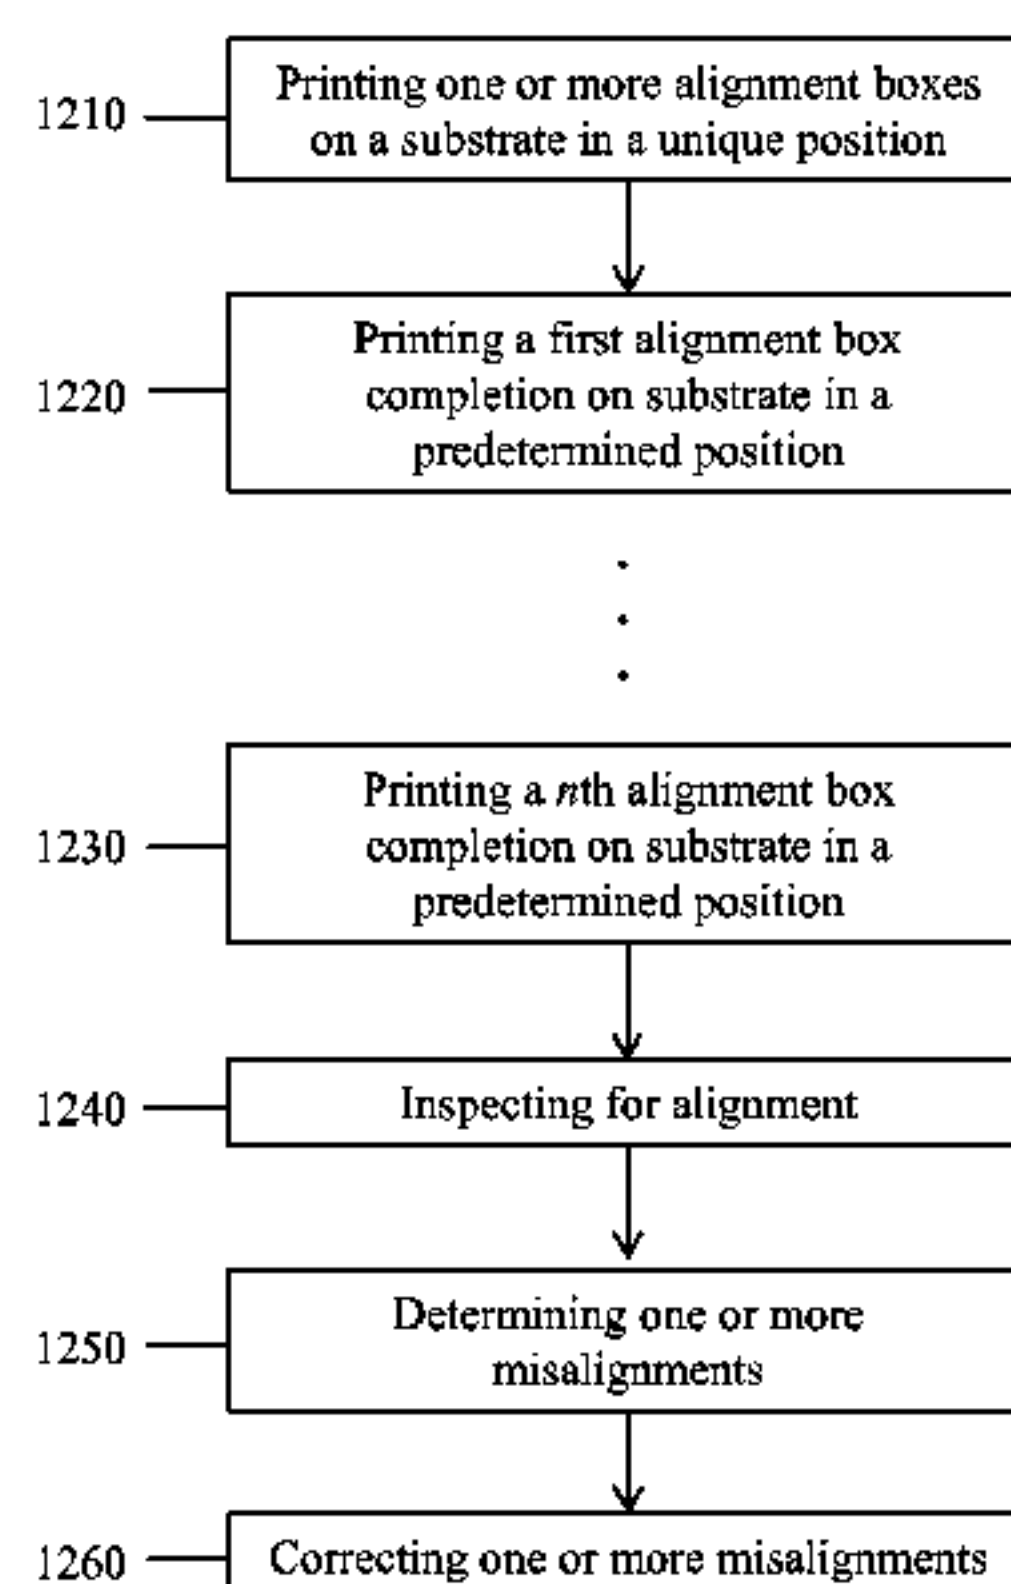 1210
Printing one or more alignment boxes
on a substrate in a unique position
1220
Printing a first alignment box
completion on substrate in a
predetermined position
1230
Printing a nth alignment box
completion on substrate in a
predetermined position
1240
Inspecting for alignment
1250
Determining one or more
misalignments
1260
Correcting one or more misalignments